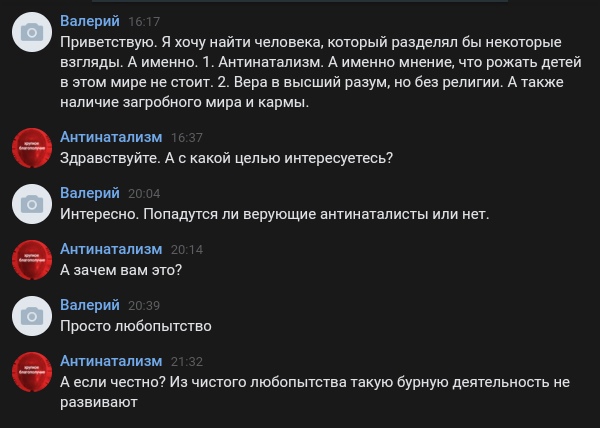 Валерий 16:17
Приветствую. Я хочу найти человека, который разделял бы некоторые
взгляды. А именно. 1. Антинатализм. А именно мнение, что рожать детей
в этом мире не стоит. 2. Вера в высший разум, но без религии. А также
наличие загробного мира и кармы.
Антинатализм 16:37
Здравствуйте. А с какой целью интересуетесь?
Валерий 20:04
Интересно. Попадутся ли верующие антинаталисты или нет.
Антинатализм 20:14
А зачем вам это?
Валерий 20:39
Просто любопытство
Антинатализм 21:32
А если честно? Из чистого любопытства такую бурную деятельность не
развивают